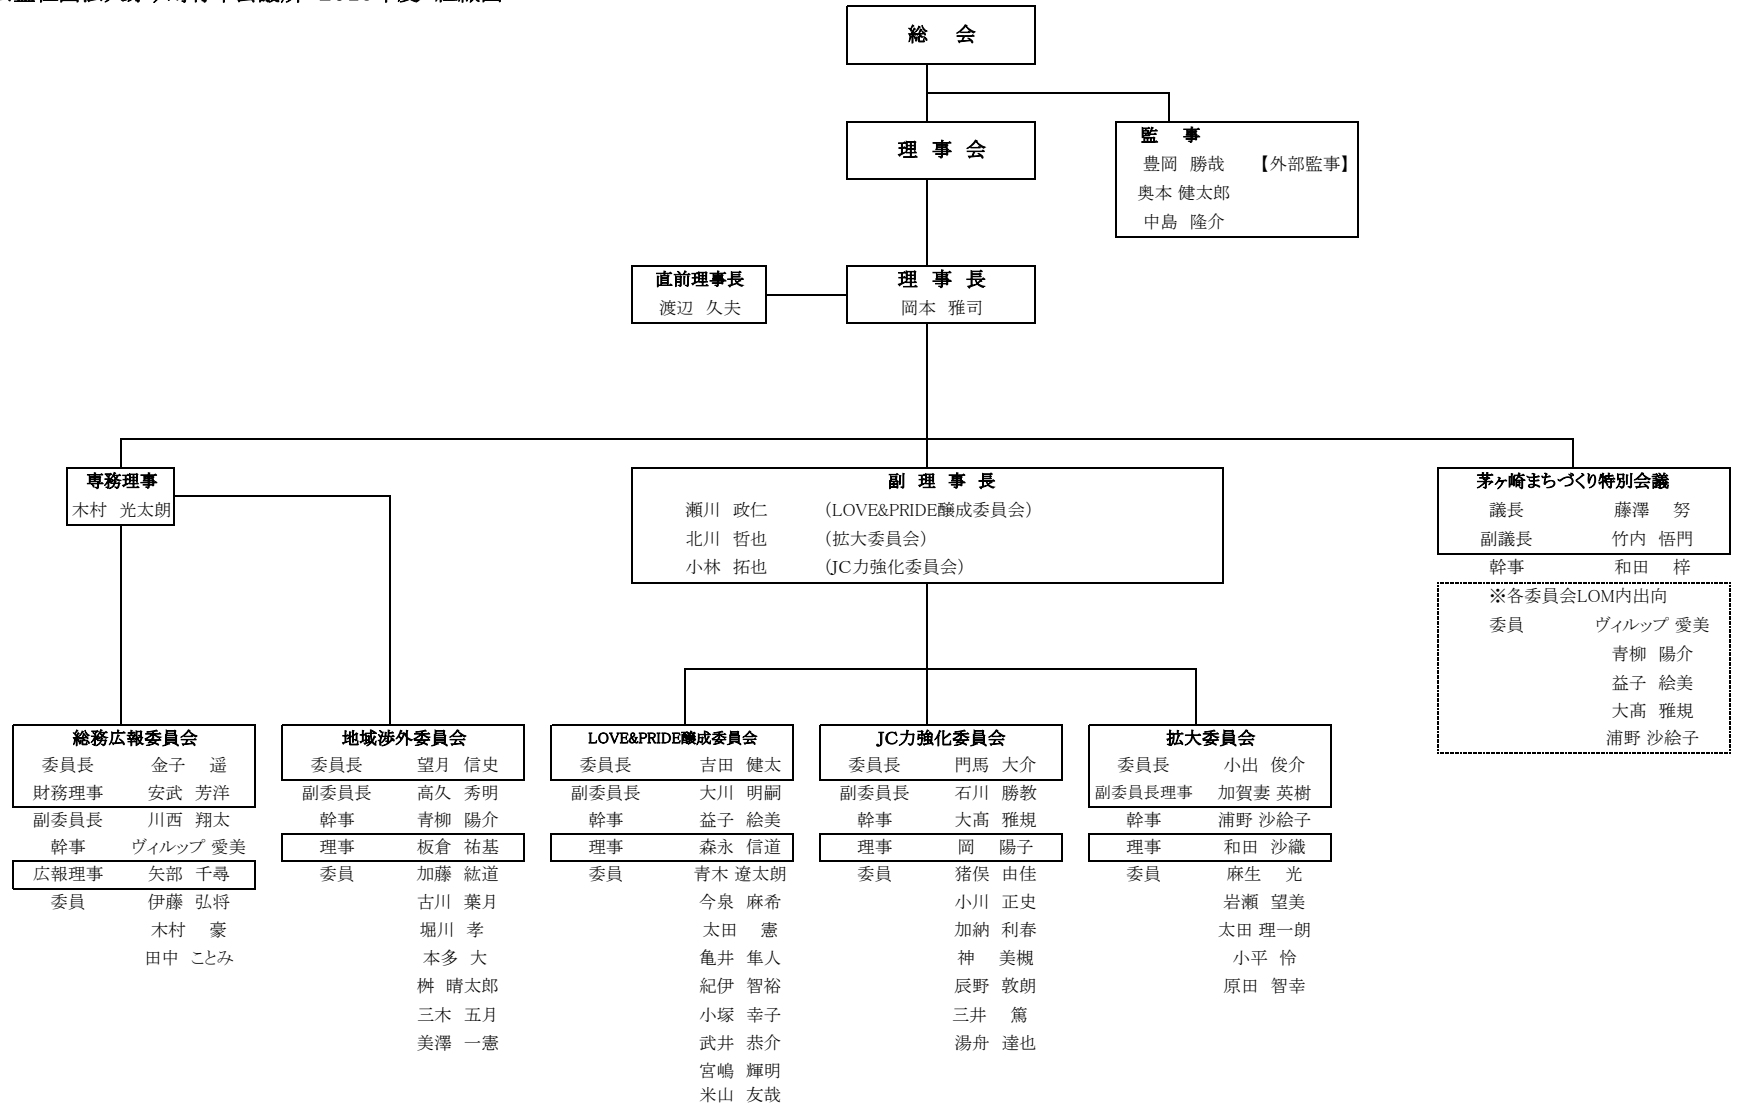 総 会
理 事 会
監 事
豊岡 勝哉 【外部監事】
奥本 健太郎
中島 隆介
直前理事長
渡辺 久夫
理 事 長
岡本 雅司
専務理事
木村 光太朗
副 理 事 長
瀬川 政仁 (LOVE&PRIDE醸成委員会)
北川 哲也 (拡大委員会)
小林 拓也 (JC力強化委員会)
茅ヶ崎まちづくり特別会議
議長 藤澤 努
副議長 竹内 悟門
幹事 和田 梓
※各委員会LOM内出向
委員 ヴィルップ 愛美
青柳 陽介
益子 絵美
大髙 雅規
浦野 沙絵子
総務広報委員会
委員長 金子 遥
財務理事 安武 芳洋
副委員長 川西 翔太
幹事 ヴィルップ 愛美
広報理事 矢部 千尋
委員 伊藤 弘将
木村 豪
田中 ことみ
地域渉外委員会
委員長 望月 信史
副委員長 高久 秀明
幹事 青柳 陽介
理事 板倉 祐基
委員 加藤 紘道
古川 葉月
堀川 孝
本多 大
桝 晴太郎
三木 五月
美澤 一憲
LOVE&PRIDE醸成委員会
委員長 吉田 健太
副委員長 大川 明嗣
幹事 益子 絵美
理事 森永 信道
委員 青木 遼太朗
今泉 麻希
太田 憲
亀井 隼人
紀伊 智裕
小塚 幸子
武井 恭介
宮嶋 輝明
米山 友哉
JC力強化委員会
委員長 門馬 大介
副委員長 石川 勝教
幹事 大髙 雅規
理事 岡 陽子
委員 猪俣 由佳
小川 正史
加納 利春
神 美槻
辰野 敦朗
三井 篤
湯舟 達也
拡大委員会
委員長 小出 俊介
副委員長理事 加賀妻 英樹
幹事 浦野 沙絵子
理事 和田 沙織
委員 麻生 光
岩瀬 望美
太田 理一朗
小平 怜
原田 智幸